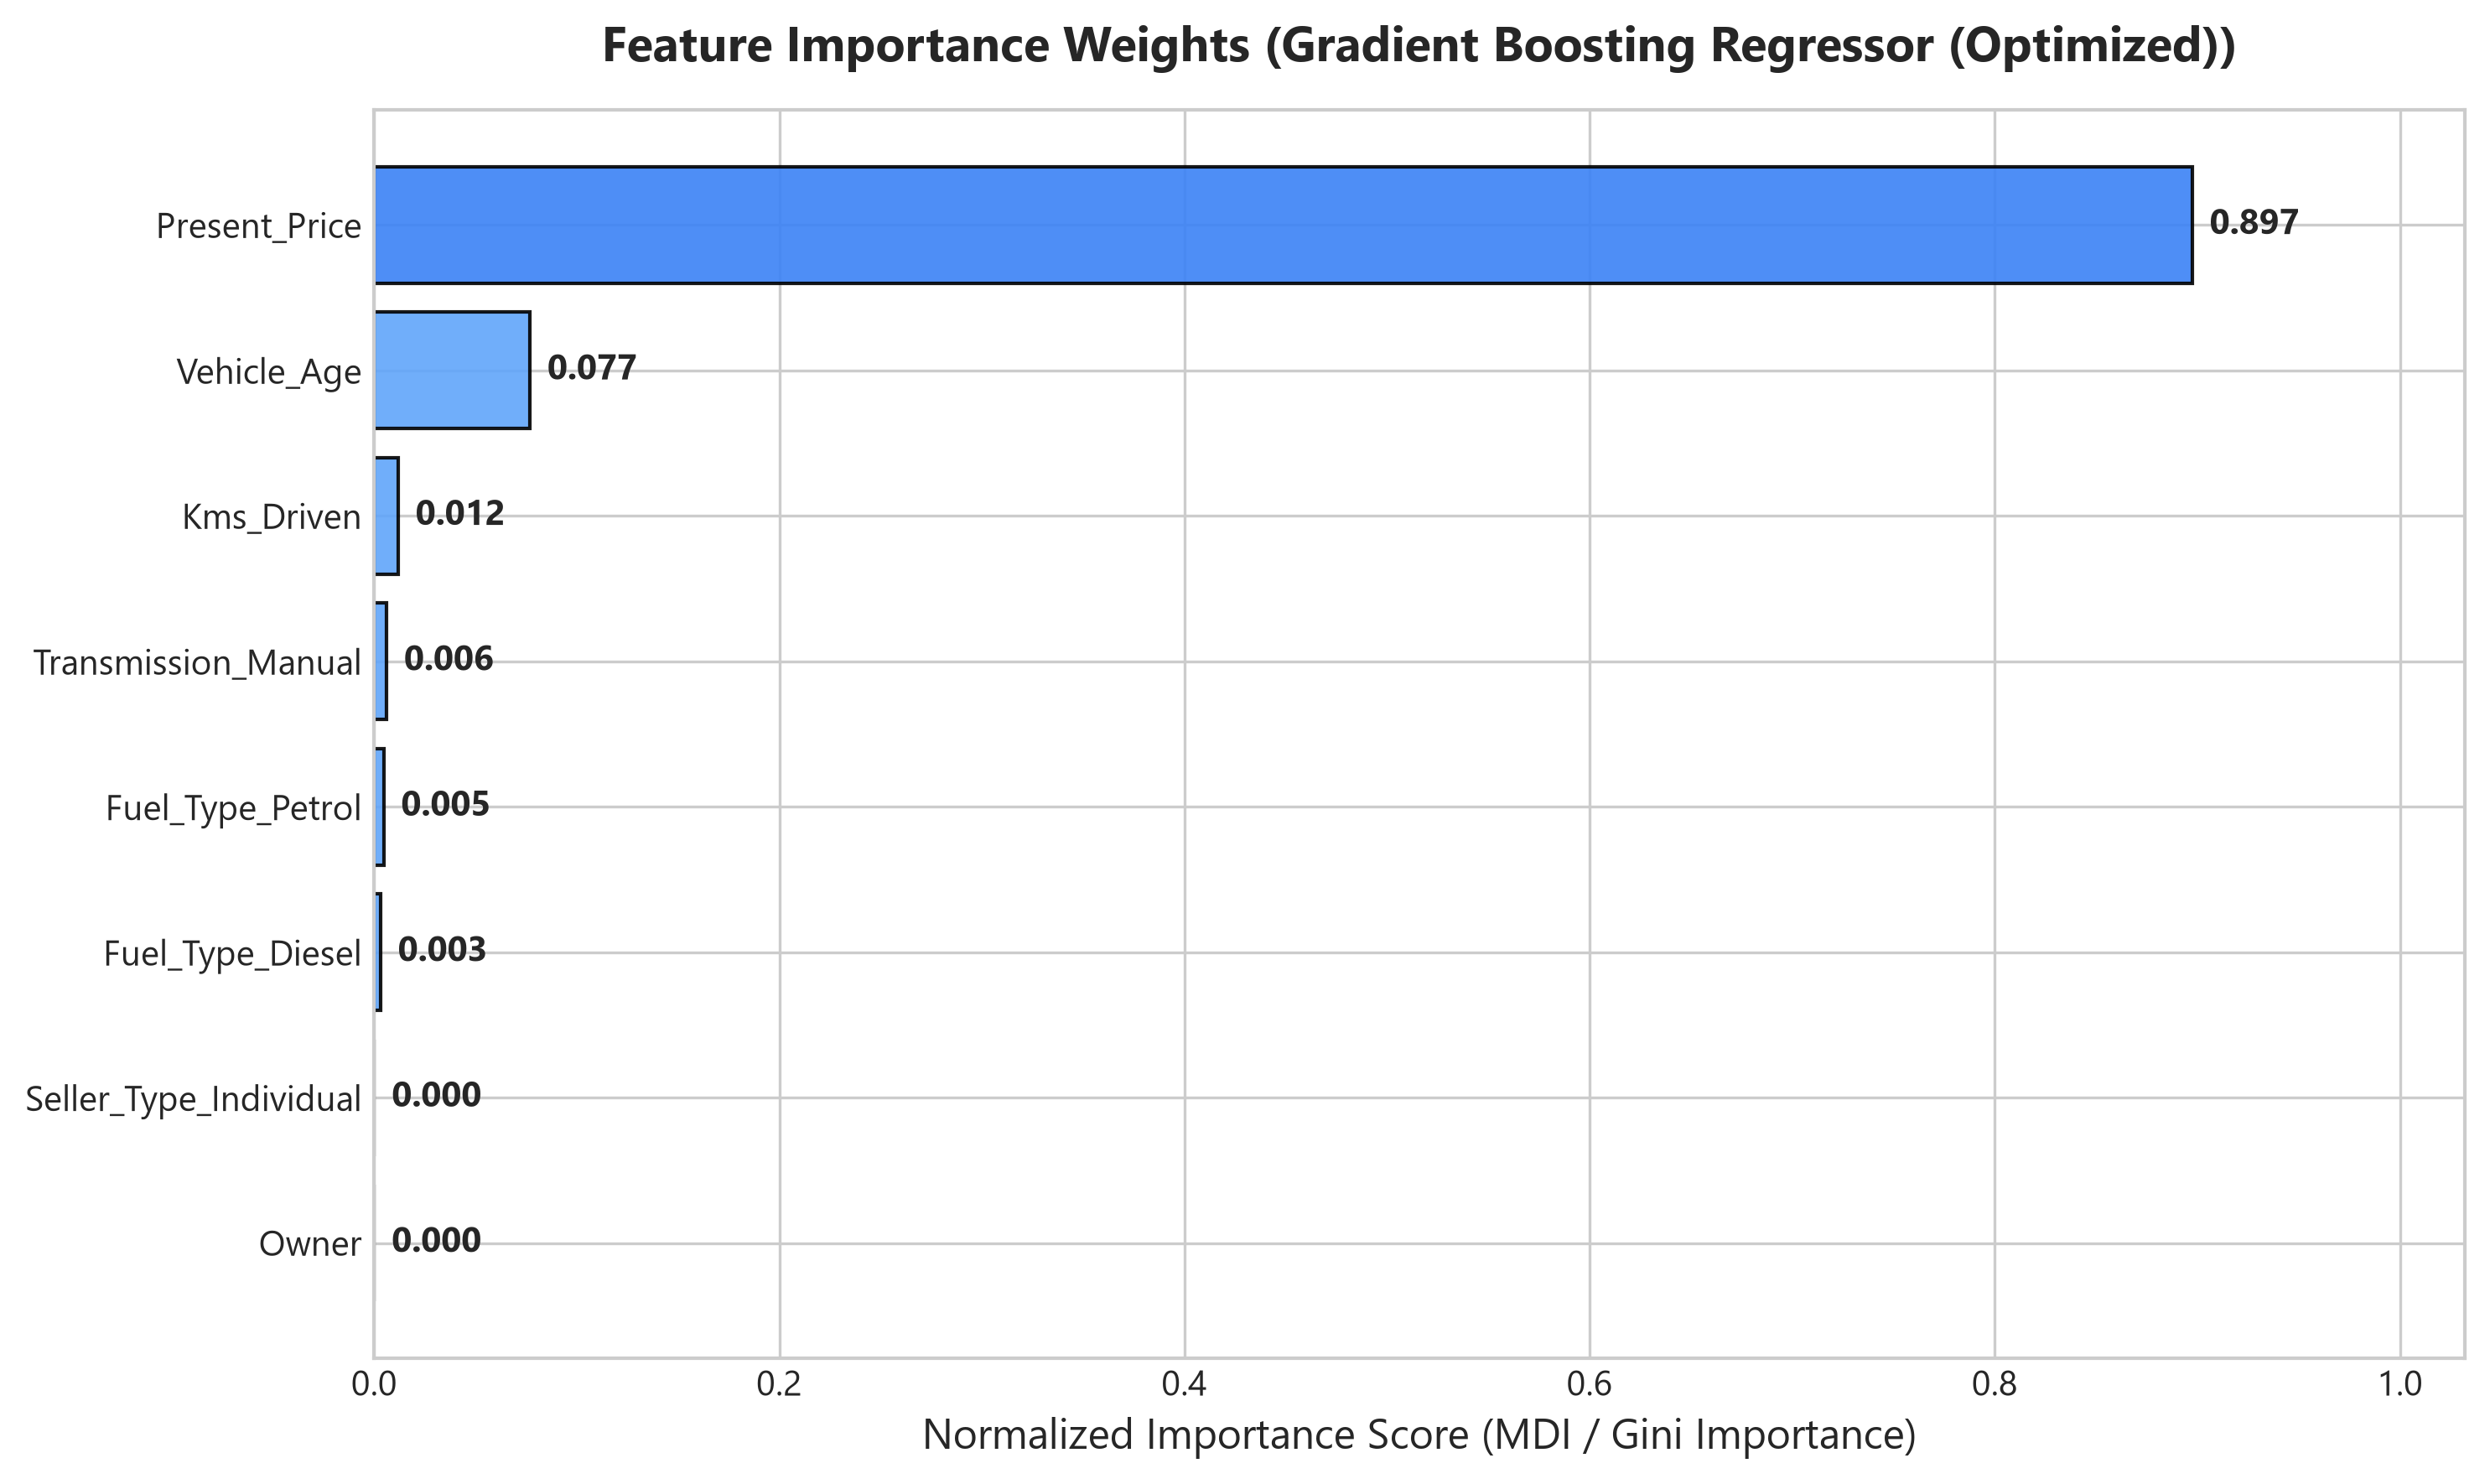 Feature Importance Weights (Gradient Boosting Regressor (Optimized))
Present_Price 0.897
Vehicle_Age 0.077
Kms_Driven 0.012
Transmission_Manual 0.006
Fuel_Type_Petrol 0.005
Fuel_Type_Diesel 0.003
Seller_Type_Individual 0.000
Owner 0.000
0.0 0.2 0.4 0.6 0.8 1.0
Normalized Importance Score (MDI / Gini Importance)